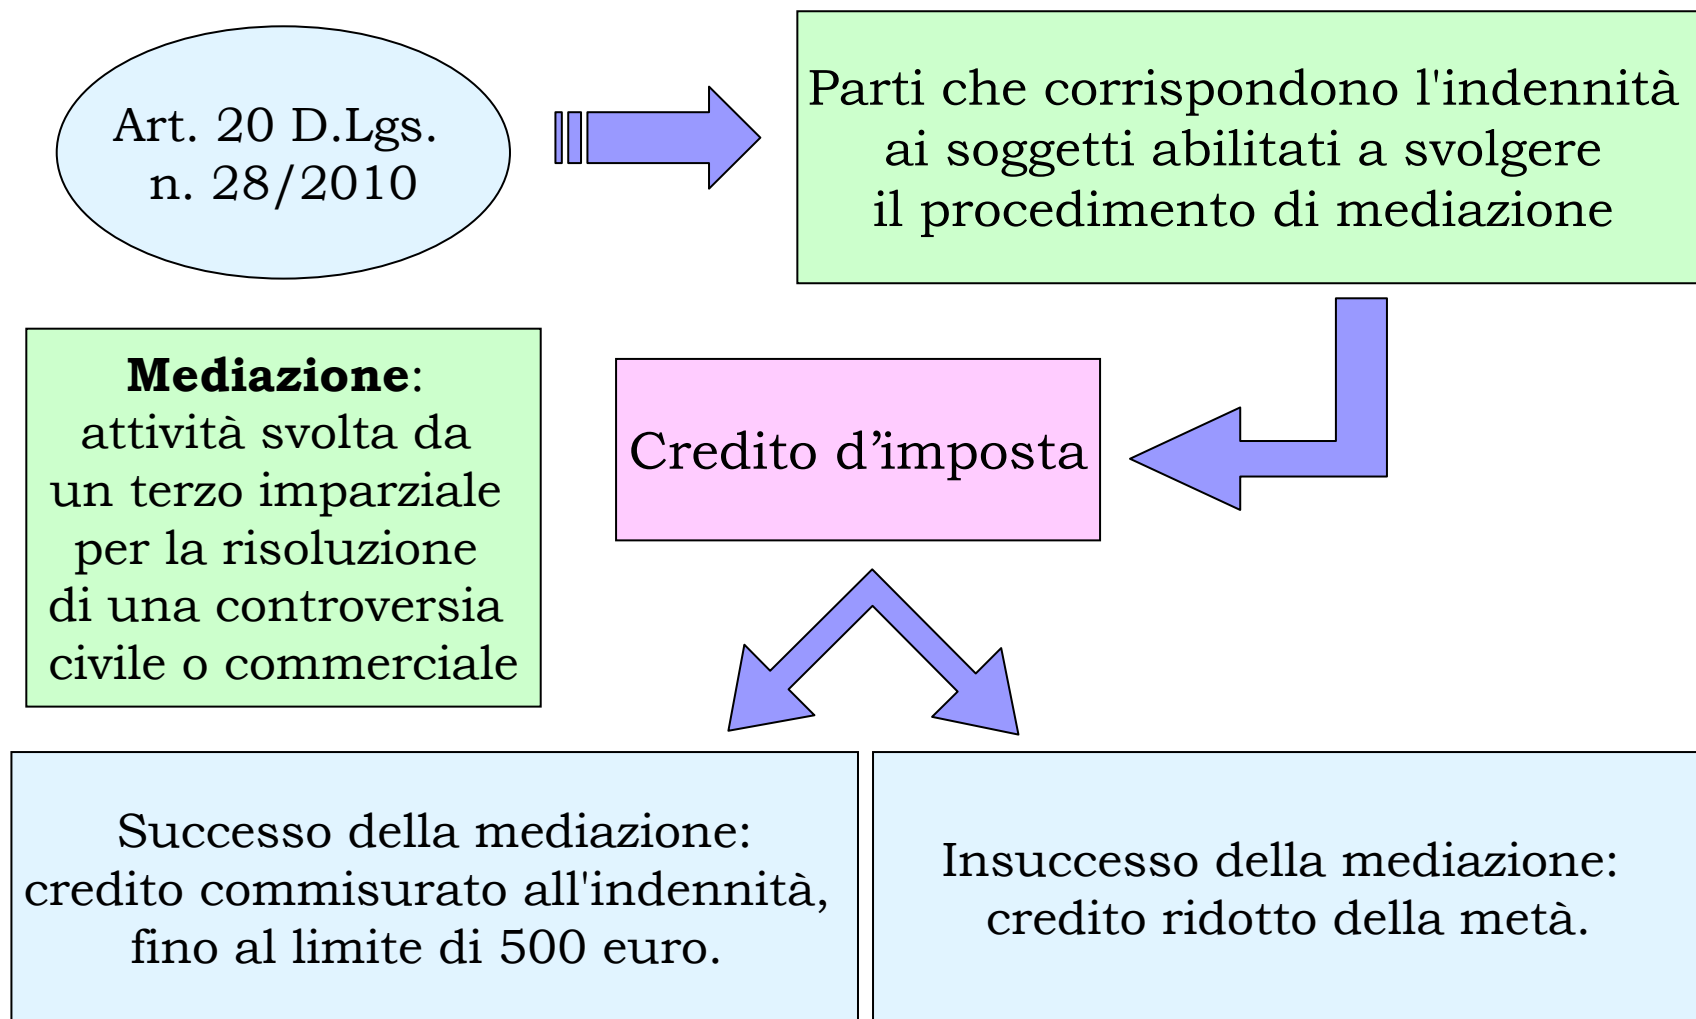 Art. 20 D.Lgs.
n. 28/2010
Parti che corrispondono l'indennità
ai soggetti abilitati a svolgere
il procedimento di mediazione
Mediazione:
attività svolta da
un terzo imparziale
per la risoluzione
di una controversia
civile o commerciale
Credito d’imposta
Successo della mediazione:
credito commisurato all'indennità,
fino al limite di 500 euro.
Insuccesso della mediazione:
credito ridotto della metà.